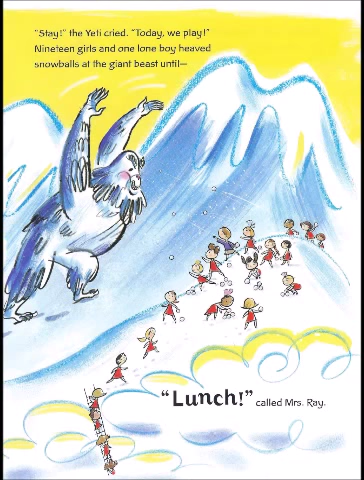 "Stay!" the Yeti cried. "Today, we play!"
Nineteen girls and one lone boy heaved
snowballs at the giant beast until—
"Lunch!" called Mrs. Ray.